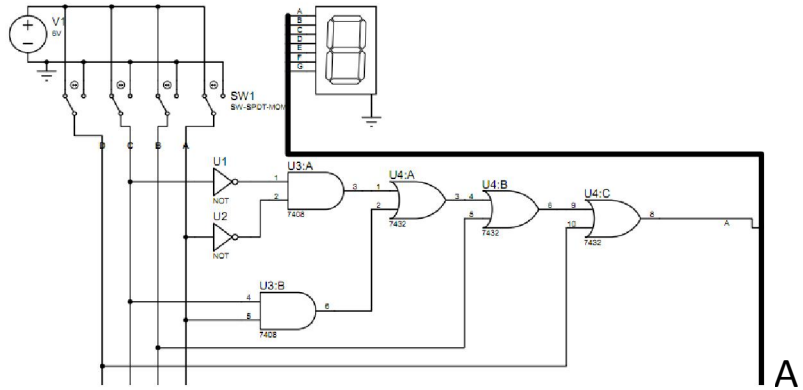 V1
6V
A
B
C
D
E
F
G
SW1
SW-SPDT-MOM
D
C
B
A
U1
NOT
U2
NOT
U3:A
1
2
3
7408
U4:A
1
2
3
7432
U4:B
4
5
6
7432
U4:C
9
10
8
7432
A
U3:B
4
5
6
7408
A